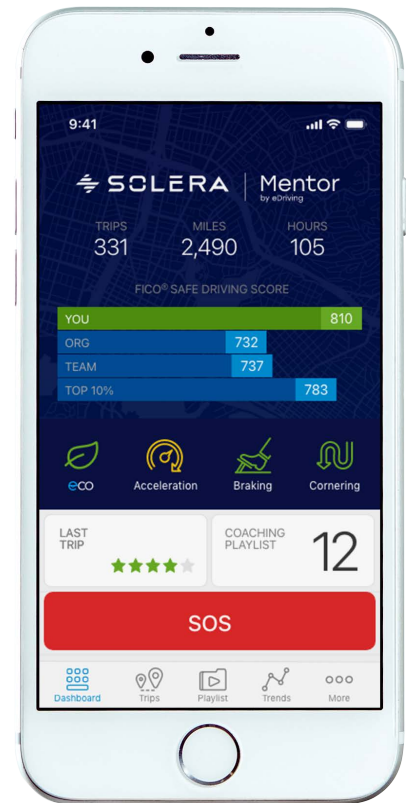 9:41
SOLERA Mentor
by eDriving
TRIPS MILES HOURS
331 2,490 105
FICO® SAFE DRIVING SCORE
YOU 810
ORG 732
TEAM 737
TOP 10% 783
eco Acceleration Braking Cornering
LAST
TRIP
COACHING
PLAYLIST
12
SOS
Dashboard Trips Playlist Trends More